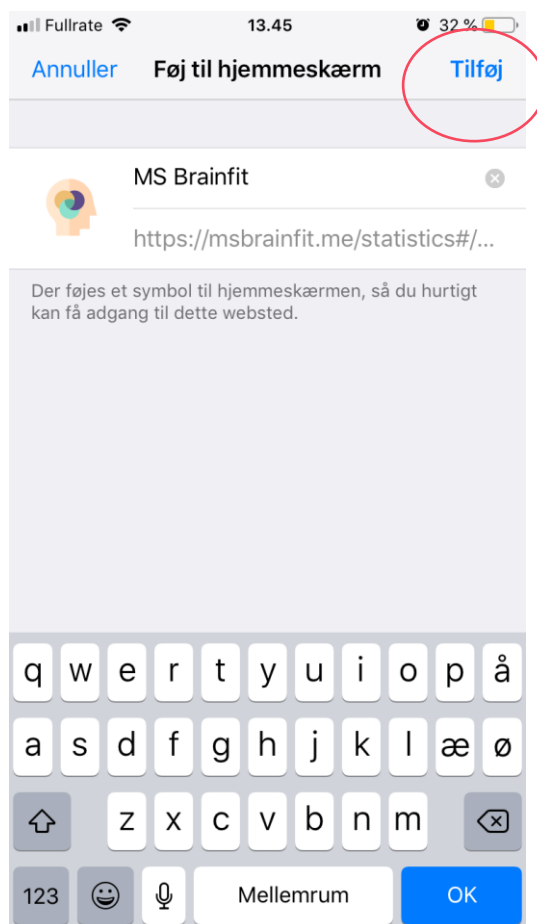 Fullrate 13.45 32 %
Annuller Føj til hjemmeskærm Tilføj
MS Brainfit
https://msbrainfit.me/statistics#/...
Der føjes et symbol til hjemmeskærmen, så du hurtigt
kan få adgang til dette websted.
q w e r t y u i o p å
a s d f g h j k l æ ø
z x c v b n m
123 Mellemrum OK